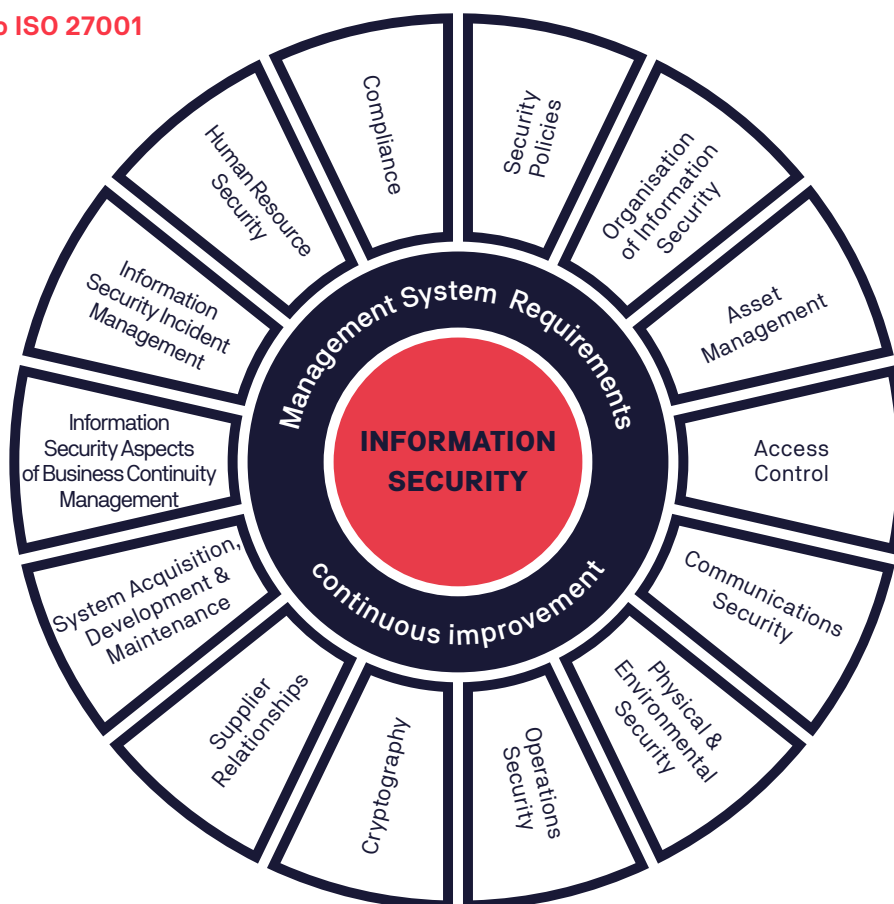 o ISO 27001
Compliance
Security
Policies
Organisation
of Information
Security
Asset
Management
Access
Control
Communications
Security
Physical &
Environmental
Security
Operations
Security
Cryptography
Supplier
Relationships
System Acquisition,
Development &
Maintenance
Information
Security Aspects
of Business Continuity
Management
Information
Security Incident
Management
Human Resource
Security
Management System Requirements
INFORMATION
SECURITY
continuous improvement